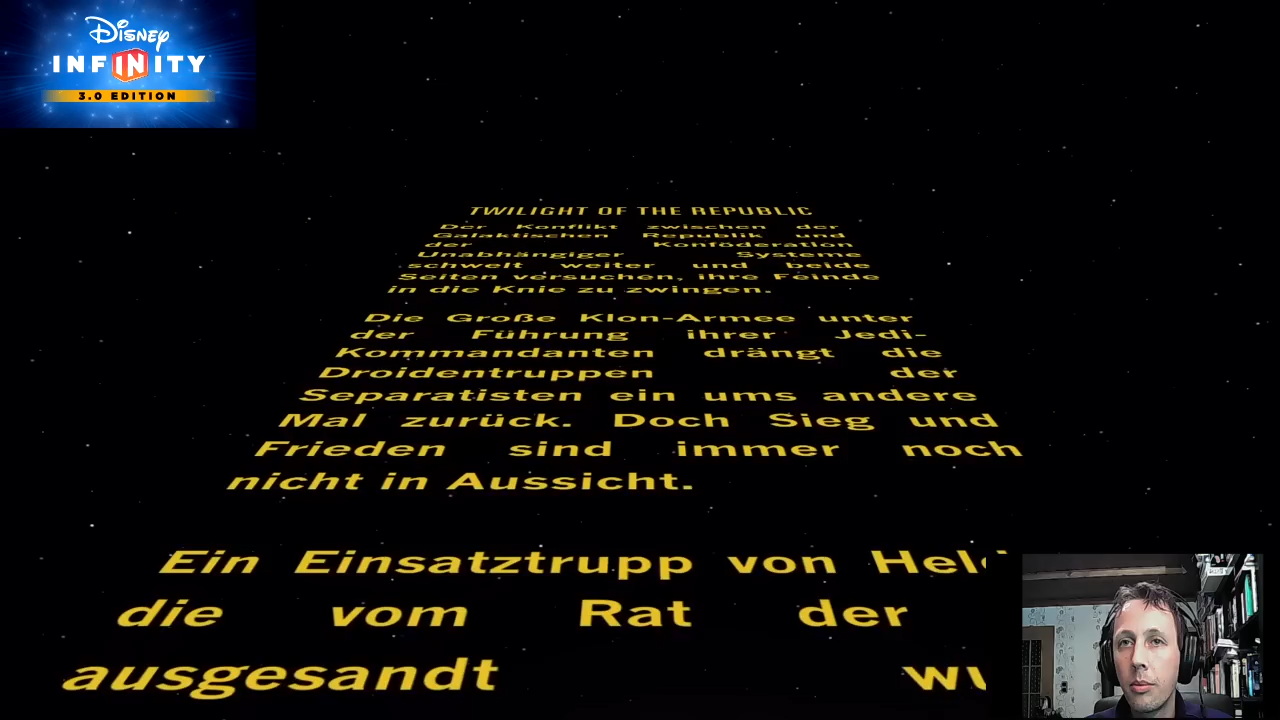 DISNEY
INFINITY
3.0 EDITION
TWILIGHT OF THE REPUBLIC
Der Konflikt zwischen der
Galaktischen Republik und
der Konföderation
Unabhängiger Systeme
schwelt weiter und beide
Seiten versuchen, ihre Feinde
in die Knie zu zwingen.
Die Große Klon-Armee unter
der Führung ihrer Jedi-
Kommandanten drängt die
Droidentruppen der
Separatisten ein ums andere
Mal zurück. Doch Sieg und
Frieden sind immer noch
nicht in Aussicht.
Ein Einsatztrupp von
die vom Rat der
ausgesandt